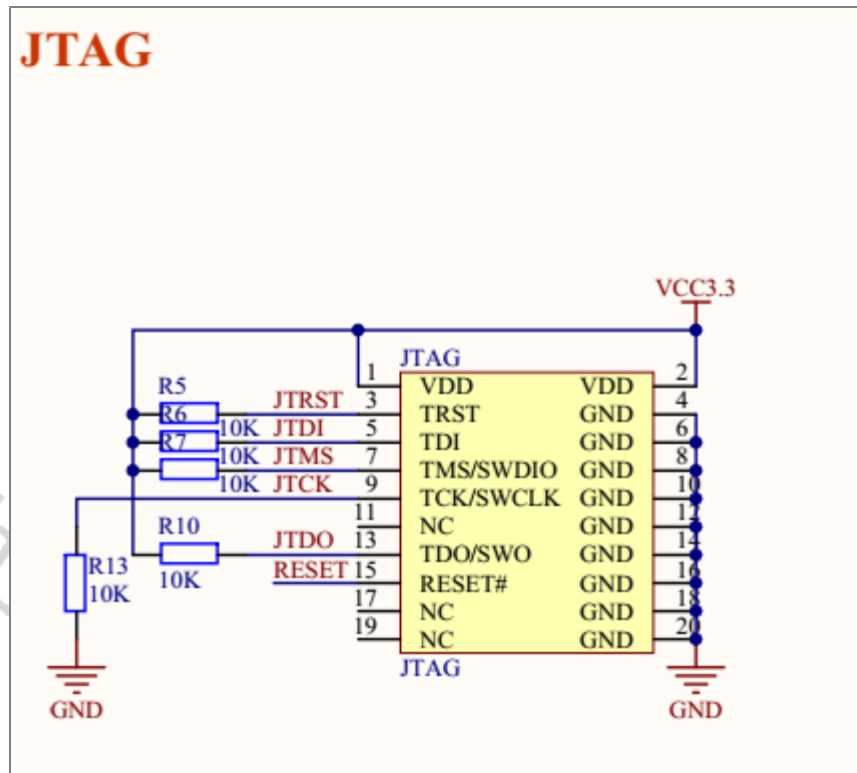 JTAG
VCC3.3
JTAG
1 VDD VDD 2
R5 JTRST 3 TRST GND 4
R6 10K JTDI 5 TDI GND 6
R7 10K JTMS 7 TMS/SWDIO GND 8
10K JTCK 9 TCK/SWCLK GND 10
11 NC GND 12
R10 JTDO 13 TDO/SWO GND 14
R13 10K 10K RESET 15 RESET# GND 16
17 NC GND 18
19 NC GND 20
JTAG
GND GND